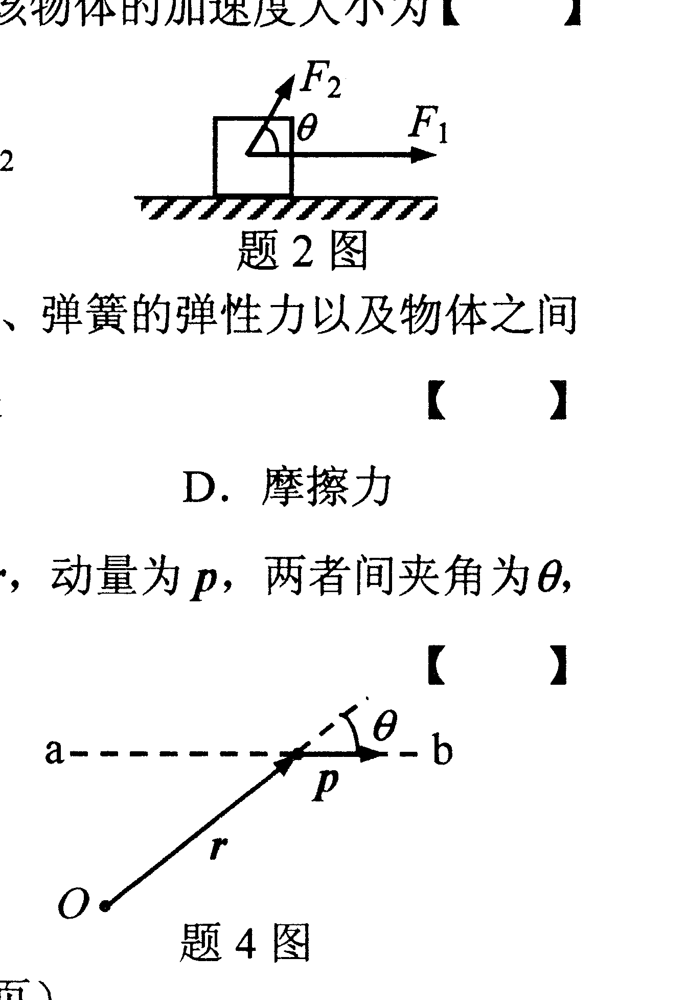 该物体的加速度大小为【 】
F2
θ
F1
2
题 2 图
、弹簧的弹性力以及物体之间
【 】
D. 摩擦力
r，动量为 p，两者间夹角为θ，
【 】
θ
a
b
p
r
O
题 4 图
页）